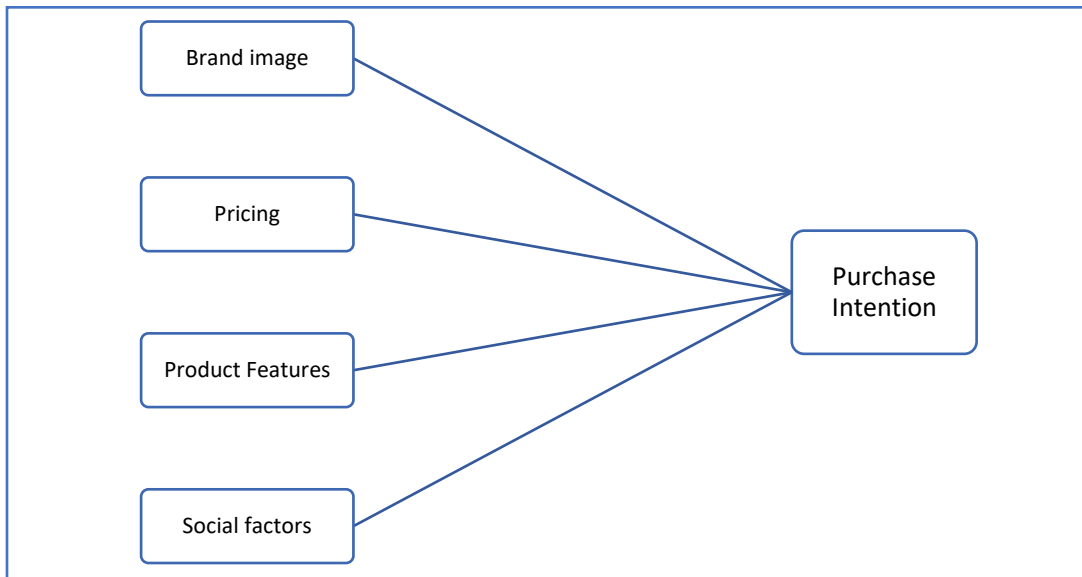 Brand image
Pricing
Product Features
Social factors
Purchase
Intention